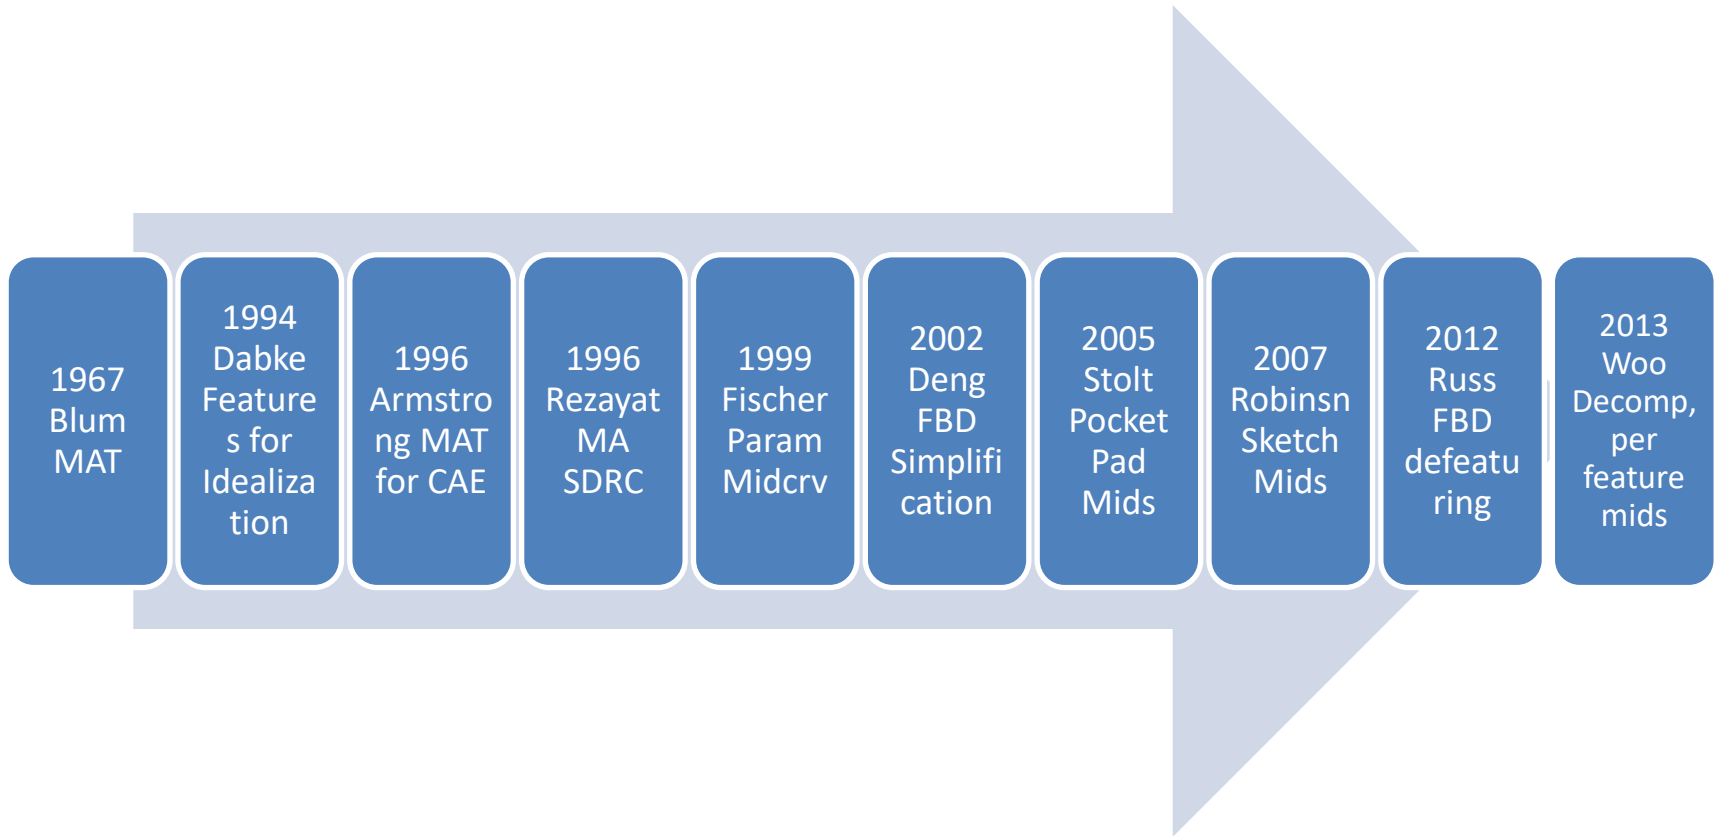 1967
Blum
MAT
1994
Dabke
Feature
s for
Idealiza
tion
1996
Armstro
ng MAT
for CAE
1996
Rezayat
MA
SDRC
1999
Fischer
Param
Midcrv
2002
Deng
FBD
Simplifi
cation
2005
Stolt
Pocket
Pad
Mids
2007
Robinsn
Sketch
Mids
2012
Russ
FBD
defeatu
ring
2013
Woo
Decomp,
per
feature
mids